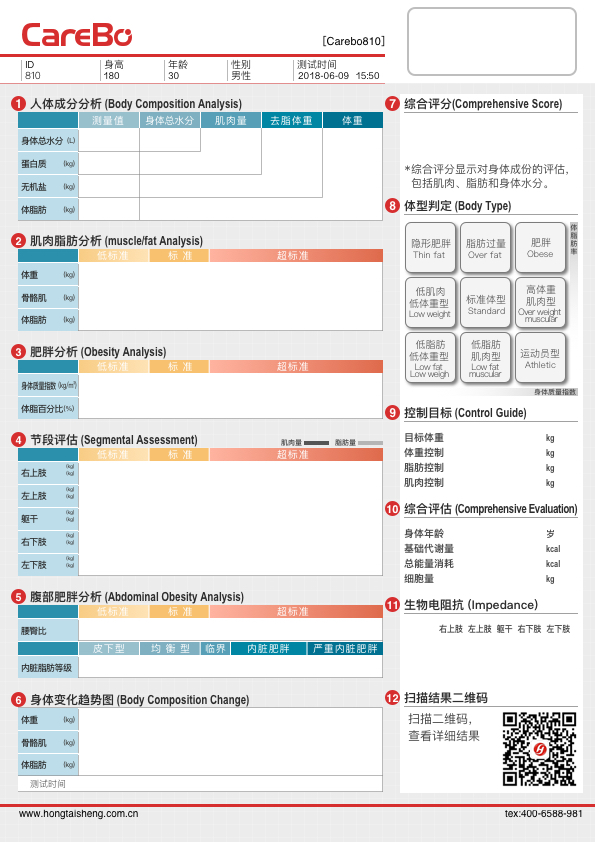 CareBo
[Carebo810]
ID 身高 年龄 性别 测试时间
810 180 30 男性 2018-06-09 15:50
1 人体成分分析 (Body Composition Analysis)
测量值 身体总水分 肌肉量 去脂体重 体重
身体总水分 (L)
蛋白质 (kg)
无机盐 (kg)
体脂肪 (kg)
2 肌肉脂肪分析 (muscle/fat Analysis)
低标准 标 准 超标准
体重 (kg)
骨骼肌 (kg)
体脂肪 (kg)
3 肥胖分析 (Obesity Analysis)
低标准 标 准 超标准
身体质量指数 (kg/m²)
体脂百分比(%)
4 节段评估 (Segmental Assessment)
肌肉量 脂肪量
低标准 标 准 超标准
右上肢 (kg) (kg)
左上肢 (kg) (kg)
躯干 (kg) (kg)
右下肢 (kg) (kg)
左下肢 (kg) (kg)
5 腹部肥胖分析 (Abdominal Obesity Analysis)
低标准 标 准 超标准
腰臀比
皮下型 均 衡 型 临界 内脏肥胖 严重内脏肥胖
内脏脂肪等级
6 身体变化趋势图 (Body Composition Change)
体重 (kg)
骨骼肌 (kg)
体脂肪 (kg)
测试时间
7 综合评分(Comprehensive Score)
*综合评分显示对身体成份的评估,
包括肌肉、脂肪和身体水分。
8 体型判定 (Body Type)
体脂肪率
隐形肥胖 脂肪过量 肥胖
Thin fat Over fat Obese
低肌肉
低体重型
Low weight
标准体型
Standard
高体重
肌肉型
Over weight
muscular
低脂肪
低体重型
Low fat
Low weigh
低脂肪
肌肉型
Low fat
muscular
运动员型
Athletic
身体质量指数
9 控制目标 (Control Guide)
目标体重 kg
体重控制 kg
脂肪控制 kg
肌肉控制 kg
10 综合评估 (Comprehensive Evaluation)
身体年龄 岁
基础代谢量 kcal
总能量消耗 kcal
细胞量 kg
11 生物电阻抗 (Impedance)
右上肢 左上肢 躯干 右下肢 左下肢
12 扫描结果二维码
扫描二维码,
查看详细结果
www.hongtaisheng.com.cn tex:400-6588-981